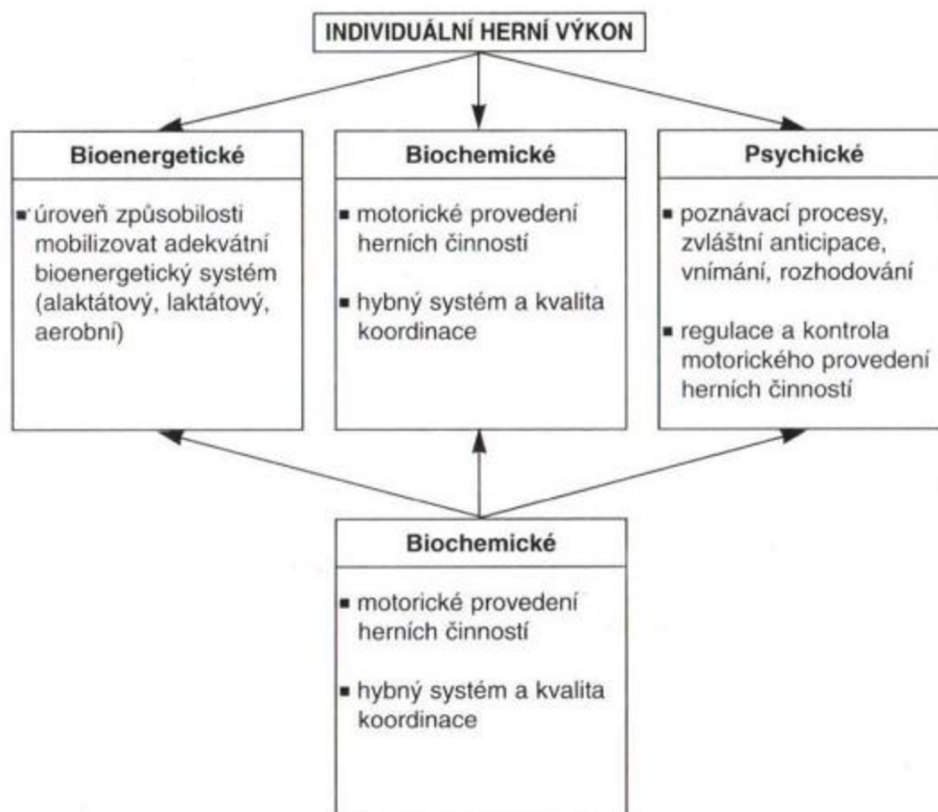 INDIVIDUÁLNÍ HERNÍ VÝKON
Bioenergetické
▪ úroveň způsobilosti
mobilizovat adekvátní
bioenergetický systém
(alaktátový, laktátový,
aerobní)
Biochemické
▪ motorické provedení
herních činností
▪ hybný systém a kvalita
koordinace
Psychické
▪ poznávací procesy,
zvláštní anticipace,
vnímání, rozhodování
▪ regulace a kontrola
motorického provedení
herních činností
Biochemické
▪ motorické provedení
herních činností
▪ hybný systém a kvalita
koordinace